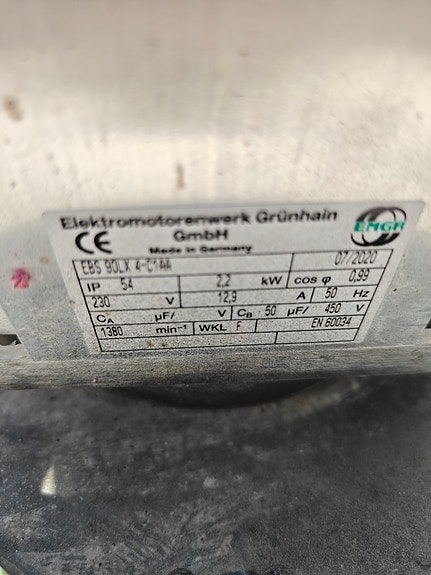 Elektromotorenwerk Grünhain
GmbH
EMGR
CE
Made in Germany
EBS 90LX 4-C1AA 07/2020
IP 54 2,2 kW cos φ 0,99
230 V 12,9 A 50 Hz
CA µF/ V CB 50 µF/ 450 V
1380 min⁻¹ WKL F EN 60034